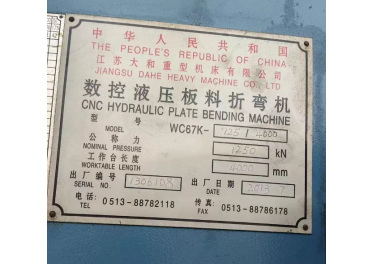 中华人民共和国
THE PEOPLE'S REPUBLIC OF CHINA
江苏大和重型机床有限公司
JIANGSU DAHE HEAVY MACHINE CO., LTD
数控液压板料折弯机
CNC HYDRAULIC PLATE BENDING MACHINE
型号 MODEL WC67K- 125 / 4000
公称力 NOMINAL PRESSURE 1250 kN
工作台长度 WORKTABLE LENGTH 4000 mm
出厂编号 SERIAL NO. 出厂日期 DATE 2013.7
电话: TEL 0513-88782118 传真: FAX 0513-88786178